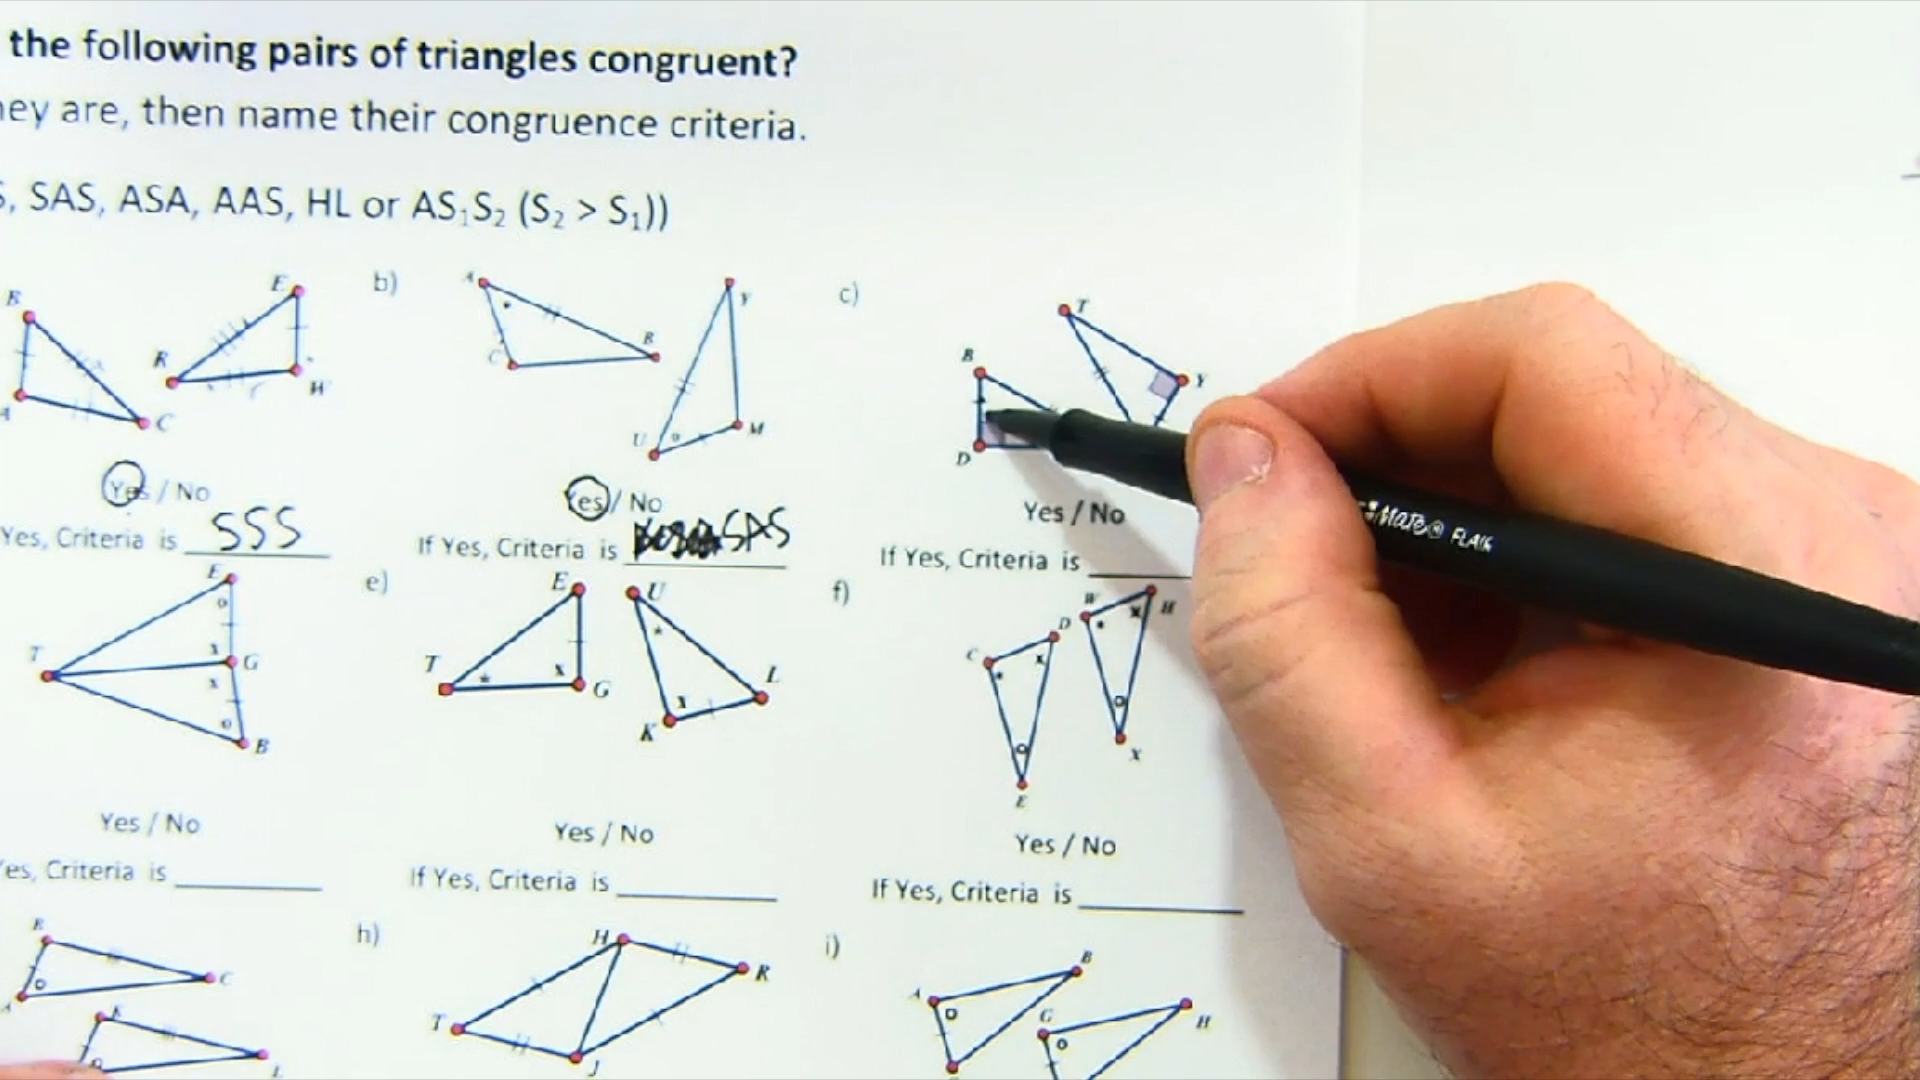 the following pairs of triangles congruent?
ey are, then name their congruence criteria.
, SAS, ASA, AAS, HL or AS₁S₂ (S₂ > S₁))
b)
c)
B
A
C
E
R
W
A
B
C
Y
U
M
T
B
Y
D
Yes / No
Yes / No
Yes / No
Yes, Criteria is SSS
If Yes, Criteria is SAS
If Yes, Criteria is
e)
f)
E
T
G
B
E
T
G
U
K
L
C
D
E
W
H
X
Yes / No
Yes / No
Yes / No
es, Criteria is
If Yes, Criteria is
If Yes, Criteria is
h)
i)
C
A
L
H
R
T
J
A
B
G
H
FLAIR